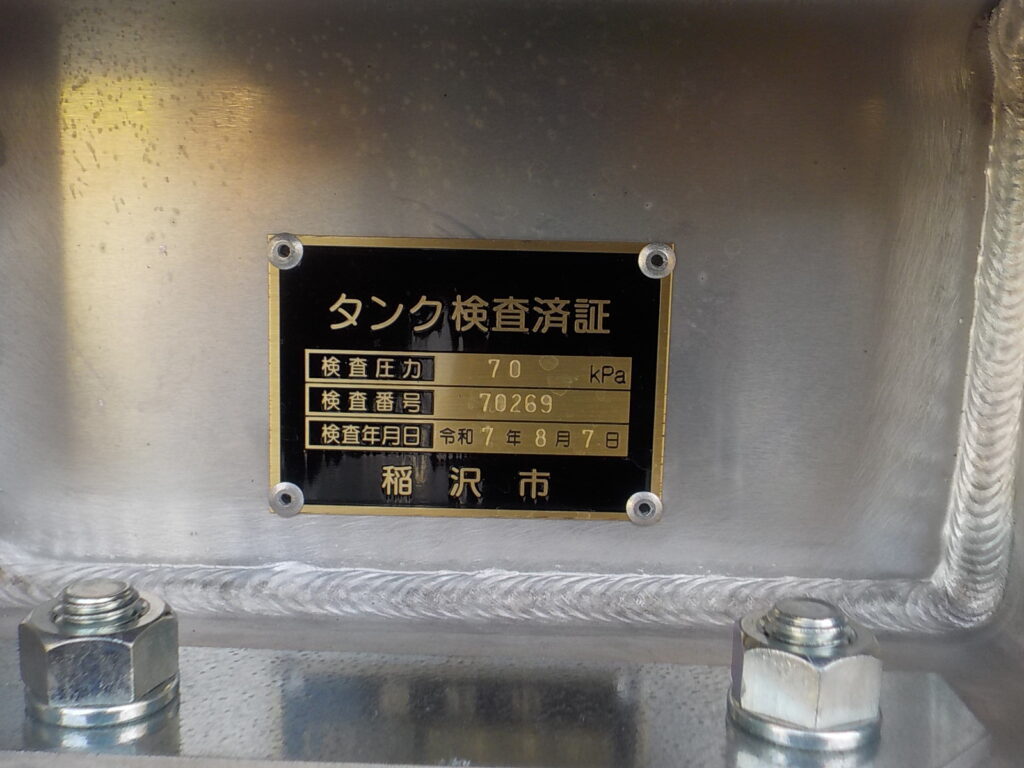 タンク検査済証
検査圧力 70 kPa
検査番号 70269
検査年月日 令和7年8月7日
稲沢市